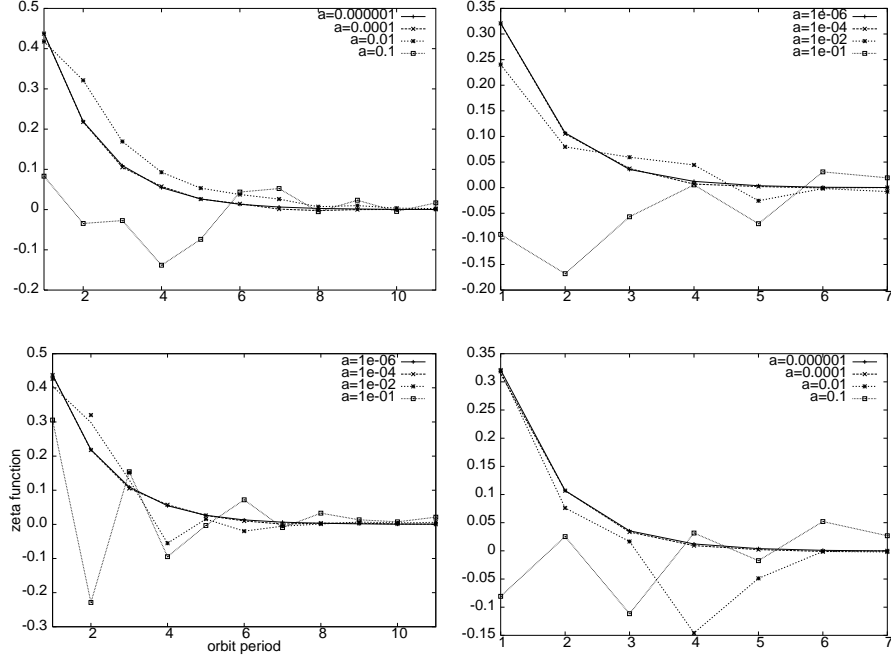 0.5
0.4
0.3
0.2
0.1
0
-0.1
0.2
2 4 6 8 10
zeta function
a=0.000001
a=0.0001
a=0.01
a=0.1
0.35
0.30
0.25
0.20
0.15
0.10
0.05
0.00
-0.05
-0.10
-0.15
-0.20
1 2 3 4 5 6 7
a=1e-06
a=1e-04
a=1e-02
a=1e-01
0.5
0.4
0.3
0.2
0.1
0.0
-0.1
-0.2
-0.3
2 4 6 8 10
zeta function
orbit period
a=1e-06
a=1e-04
a=1e-02
a=1e-01
0.35
0.3
0.25
0.2
0.15
0.1
0.05
0
-0.05
-0.1
-0.15
1 2 3 4 5 6 7
a=0.000001
a=0.0001
a=0.01
a=0.1